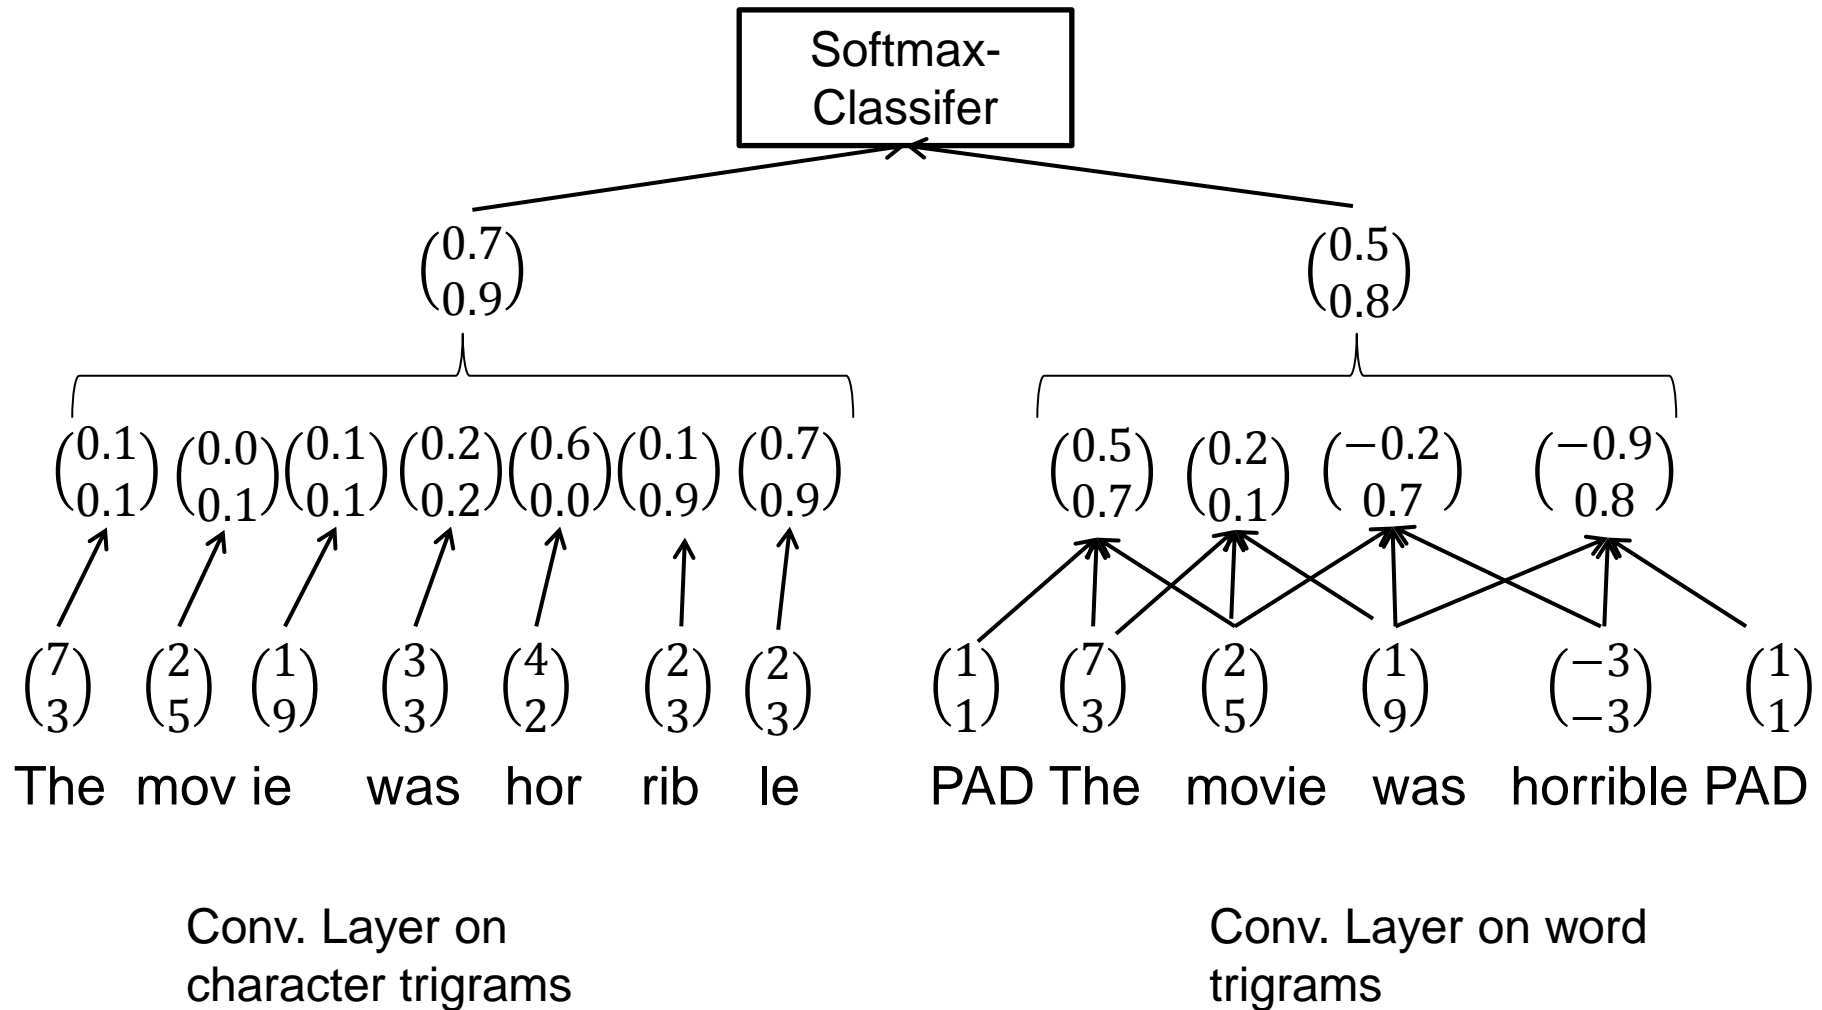 Softmax-
Classifer
0.7 0.5
0.9 0.8
0.1 0.0 0.1 0.2 0.6 0.1 0.7 0.5 0.2 −0.2 −0.9
0.1 0.1 0.1 0.2 0.0 0.9 0.9 0.7 0.1 0.7 0.8
7 2 1 3 4 2 2 1 7 2 1 −3 1
3 5 9 3 2 3 3 1 3 5 9 −3 1
The mov ie was hor rib le PAD The movie was horrible PAD
Conv. Layer on
character trigrams
Conv. Layer on word
trigrams